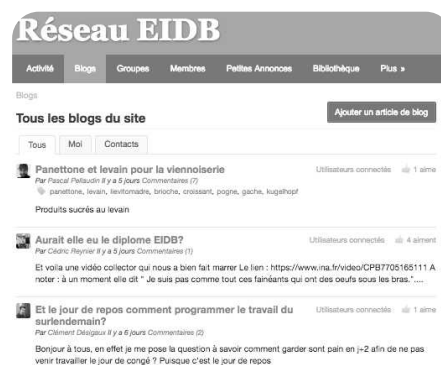 Réseau EIDB
Activité Blogs Groupes Membres Petites Annonces Bibliothèque Plus »
Blogs
Tous les blogs du site
Ajouter un article de blog
Tous Moi Contacts
Panettone et levain pour la viennoiserie
Utilisateurs connectés 1 aime
Par Pascal Pallaudin Il y a 5 jours Commentaires (7)
panettone, levain, lievitomadre, brioche, croissant, pogne, gache, kugelhopf
Produits sucrés au levain
Aurait elle eu le diplome EIDB?
Utilisateurs connectés 4 aiment
Par Cédric Reynier Il y a 5 jours Commentaires (1)
Et voila une vidéo collector qui nous a bien fait marrer Le lien : https://www.ina.fr/video/CPB7705165111 A
noter : à un moment elle dit " Je suis pas comme tout ces fainéants qui ont des oeufs sous les bras."....
Et le jour de repos comment programmer le travail du
surlendemain?
Utilisateurs connectés 1 aime
Par Clément Désigaux Il y a 6 jours Commentaires (2)
Bonjour à tous, en effet je me pose la question à savoir comment garder sont pain en j+2 afin de ne pas
venir travailler le jour de congé ? Puisque c'est le jour de repos